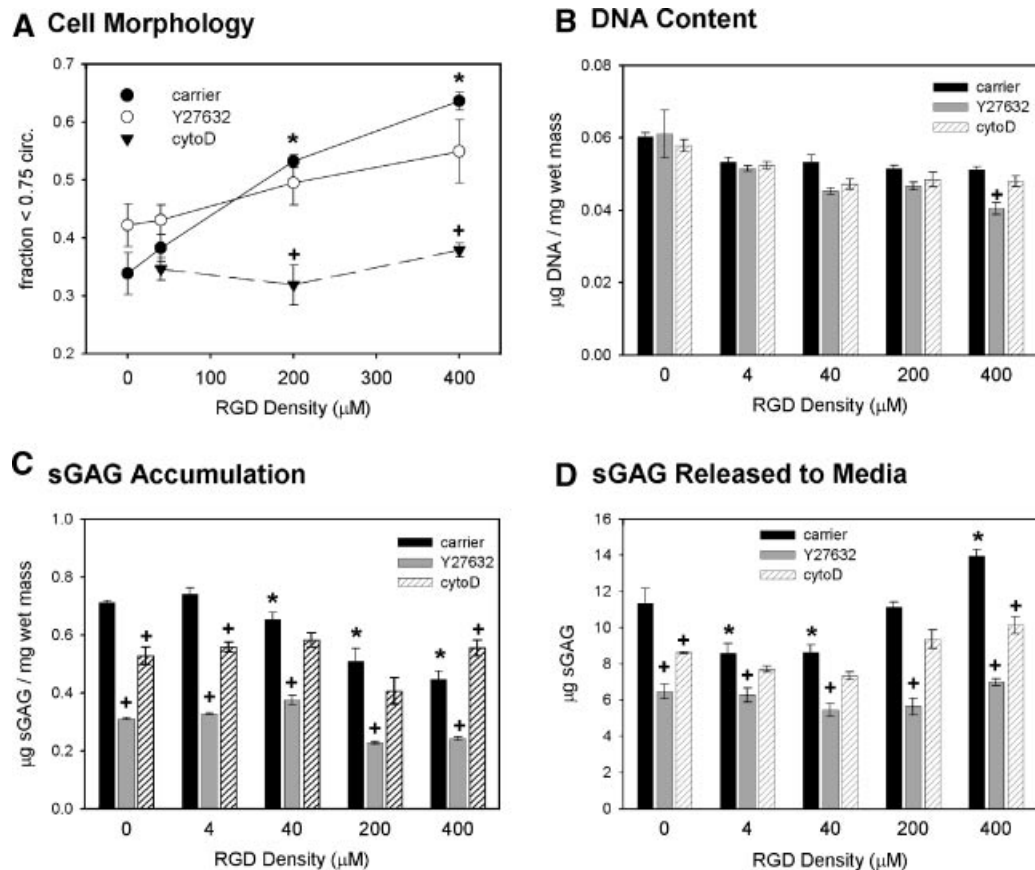 A Cell Morphology
0.7
0.6
0.5
0.4
0.3
0.2
fraction < 0.75 circ.
carrier
Y27632
cytoD
*
*
+
+
0 100 200 300 400
RGD Density (μM)
B DNA Content
0.08
0.06
0.04
0.02
0.00
μg DNA / mg wet mass
carrier
Y27632
cytoD
+
0 4 40 200 400
RGD Density (μM)
C sGAG Accumulation
1.0
0.8
0.6
0.4
0.2
0.0
μg sGAG / mg wet mass
carrier
Y27632
cytoD
+ + * * * +
+ + + + +
0 4 40 200 400
RGD Density (μM)
D sGAG Released to Media
16
14
12
10
8
6
4
2
0
μg sGAG
carrier
Y27632
cytoD
*
+ * * +
+ + + + +
0 4 40 200 400
RGD Density (μM)